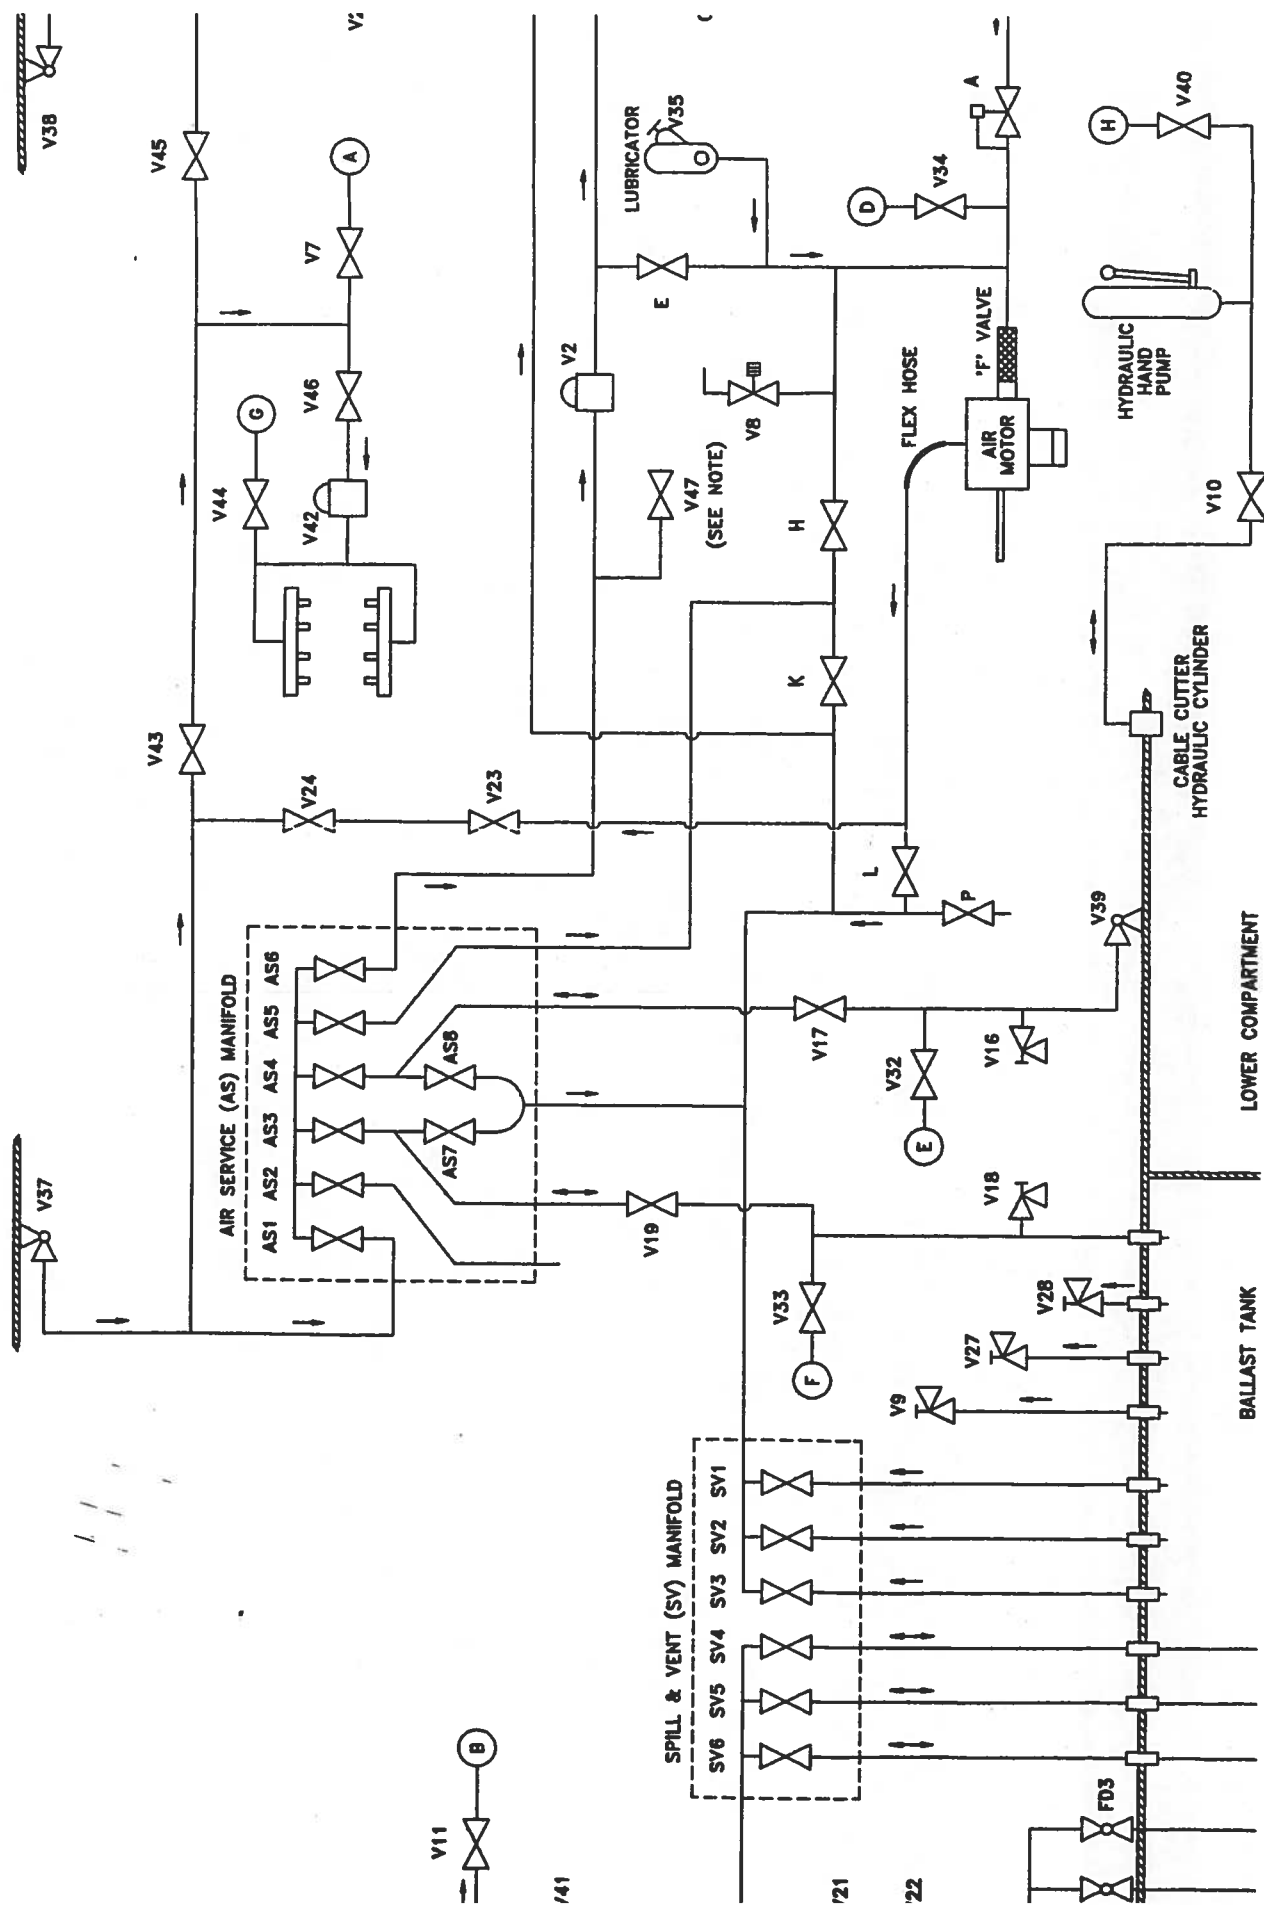 V37
V38
V43
V45
AIR SERVICE (AS) MANIFOLD
V44
G
AS1 AS2 AS3 AS4 AS5 AS6
V24
V42
V46
V7
A
V11
B
AS7
AS8
V23
V2
LUBRICATOR
V35
V19
E
SPILL & VENT (SV) MANIFOLD
V47
(SEE NOTE)
SV6 SV5 SV4 SV3 SV2 SV1
V8
V33
F
H
K
V17
D
V34
L
V32
E
V9
FLEX HOSE
P
A
V27
'F' VALVE
AIR
MOTOR
V18
V16
V28
V39
FD3
H
HYDRAULIC
HAND
PUMP
CABLE CUTTER
HYDRAULIC CYLINDER
V40
V10
BALLAST TANK
LOWER COMPARTMENT